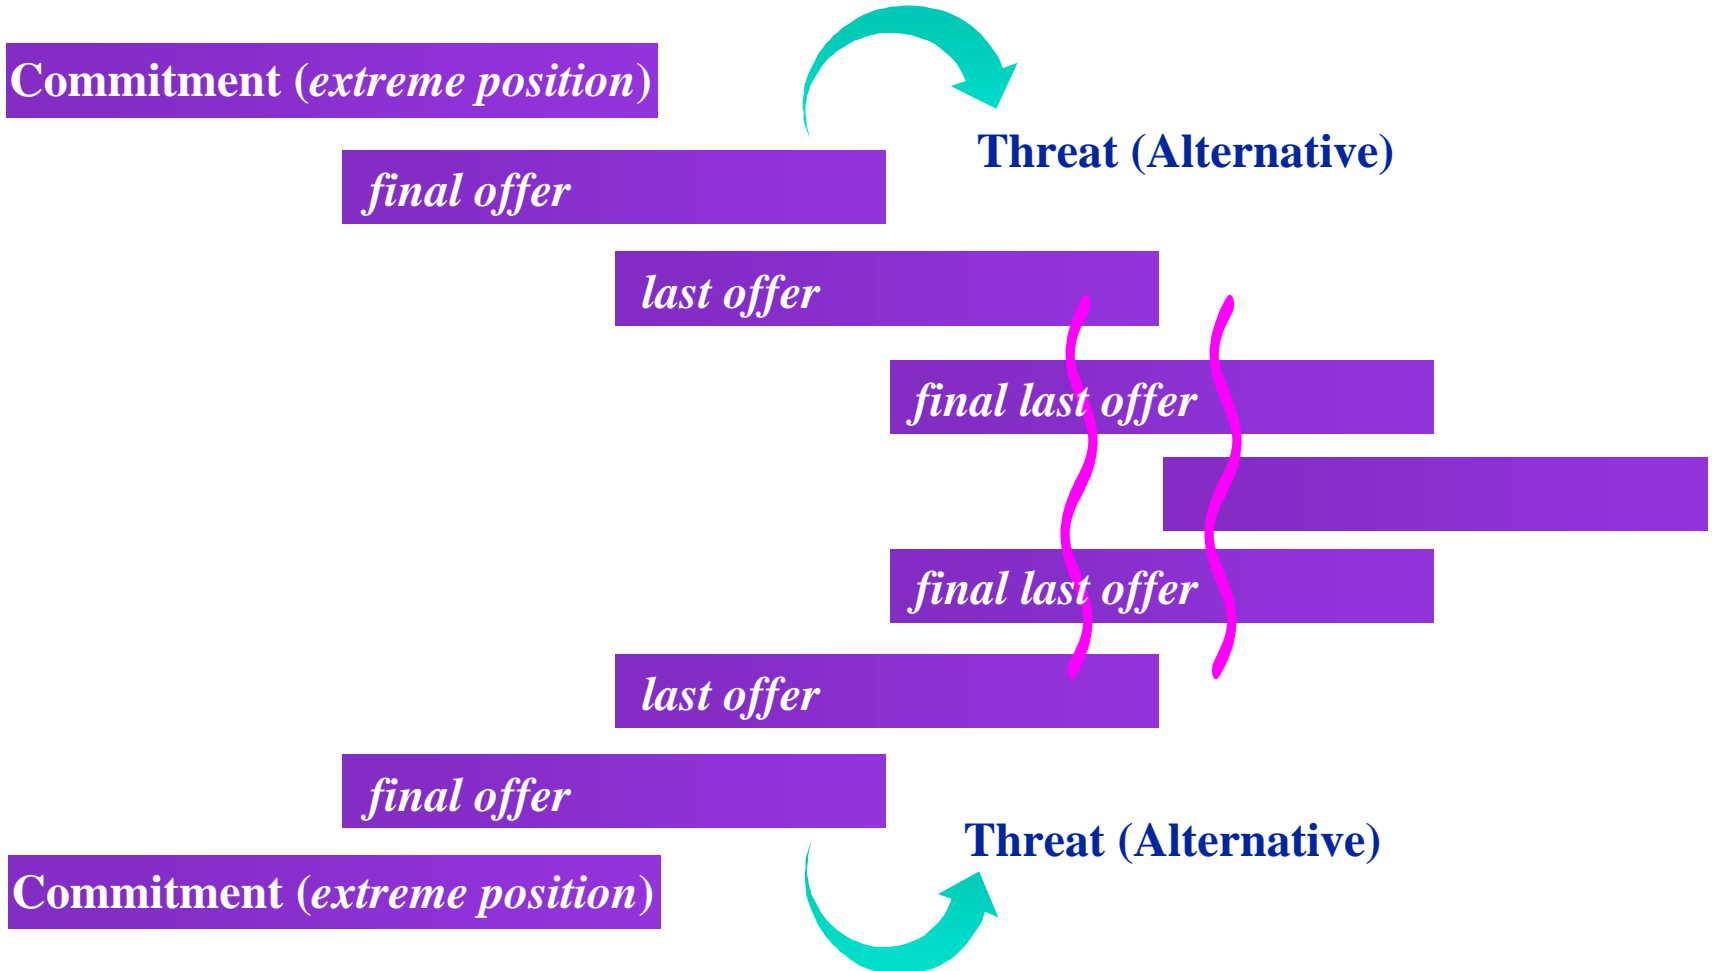 Commitment (extreme position)
Threat (Alternative)
final offer
last offer
final last offer
final last offer
last offer
final offer
Threat (Alternative)
Commitment (extreme position)